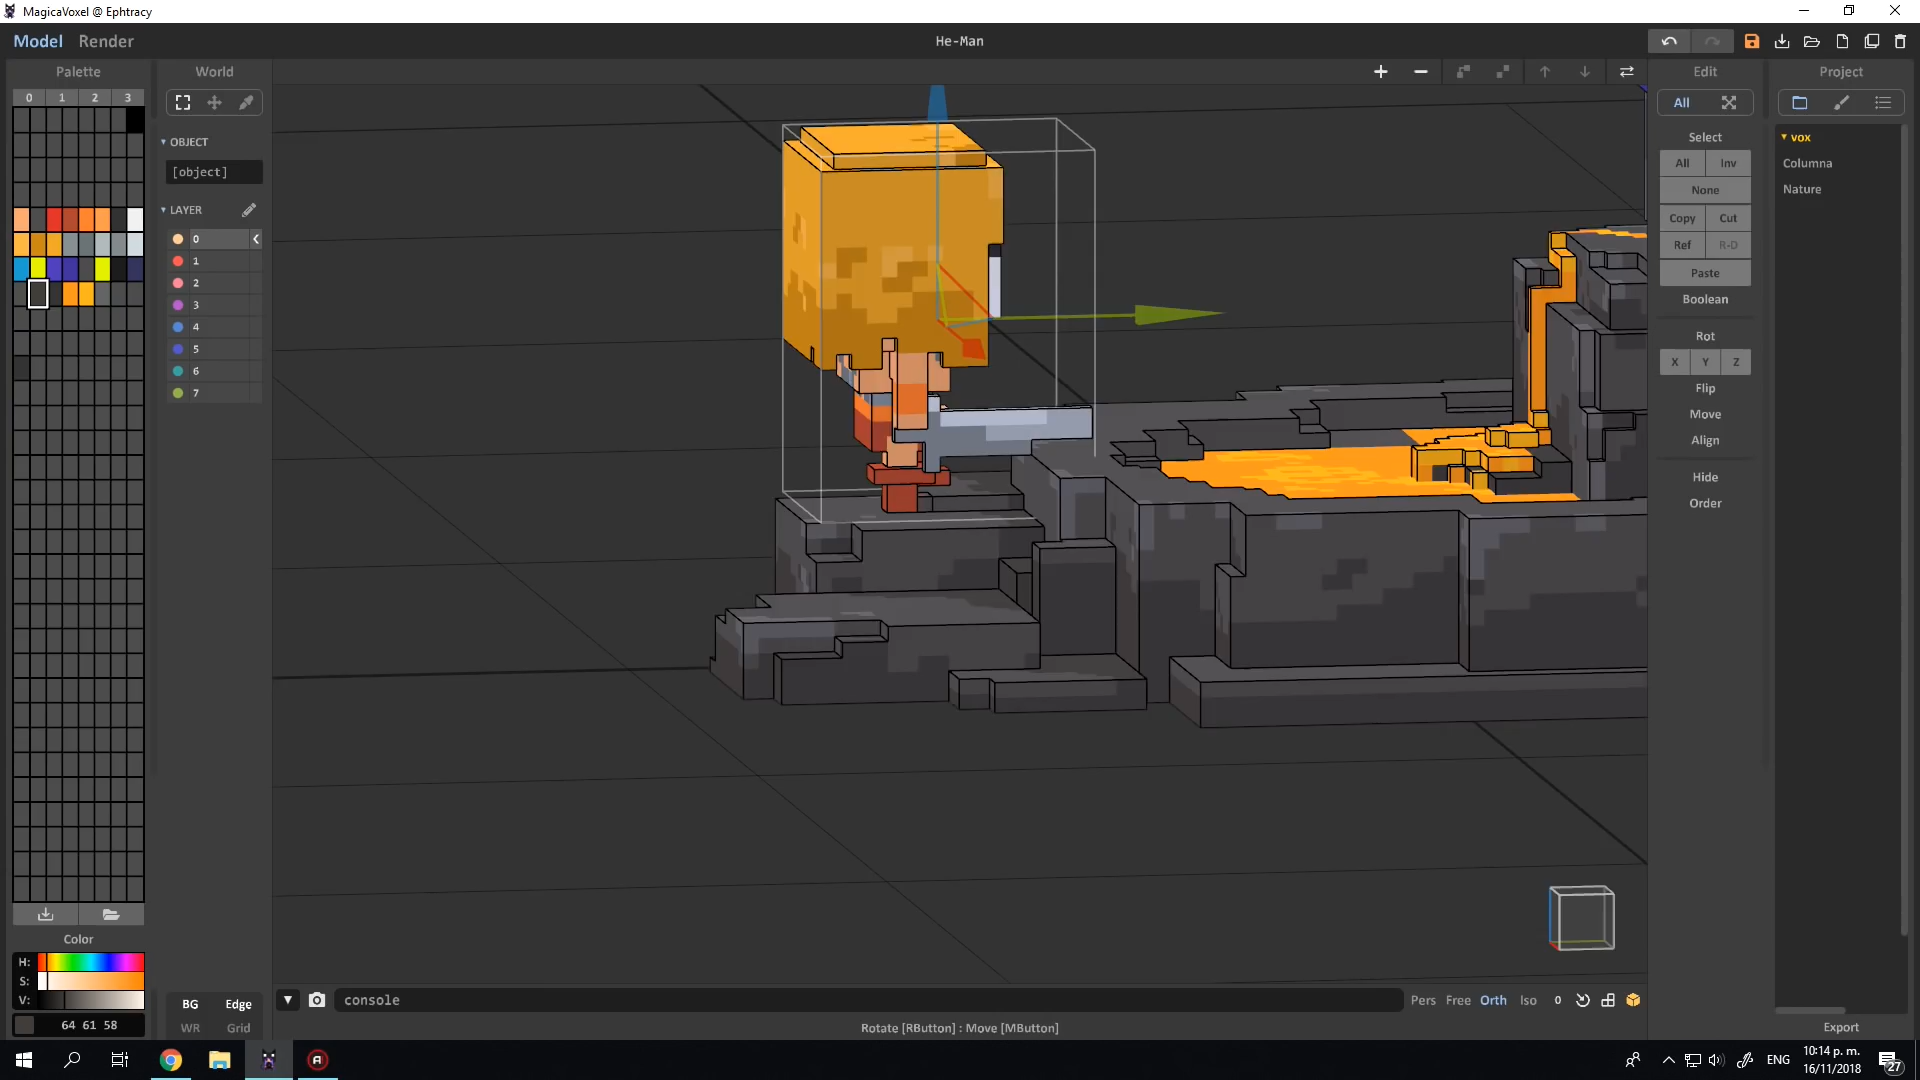 MagicaVoxel @ Ephtracy
Model Render
He-Man
Palette
0 1 2 3
World
OBJECT
[object]
LAYER
0
1
2
3
4
5
6
7
Edit
All
Select
All Inv
None
Copy Cut
Ref R-D
Paste
Boolean
Rot
X Y Z
Flip
Move
Align
Hide
Order
Project
vox
Columna
Nature
Export
Color
H:
S:
V:
64 61 58
BG Edge
WR Grid
console
Pers Free Orth Iso 0
Rotate [RButton] : Move [MButton]
ENG
10:14 p. m.
16/11/2018
27